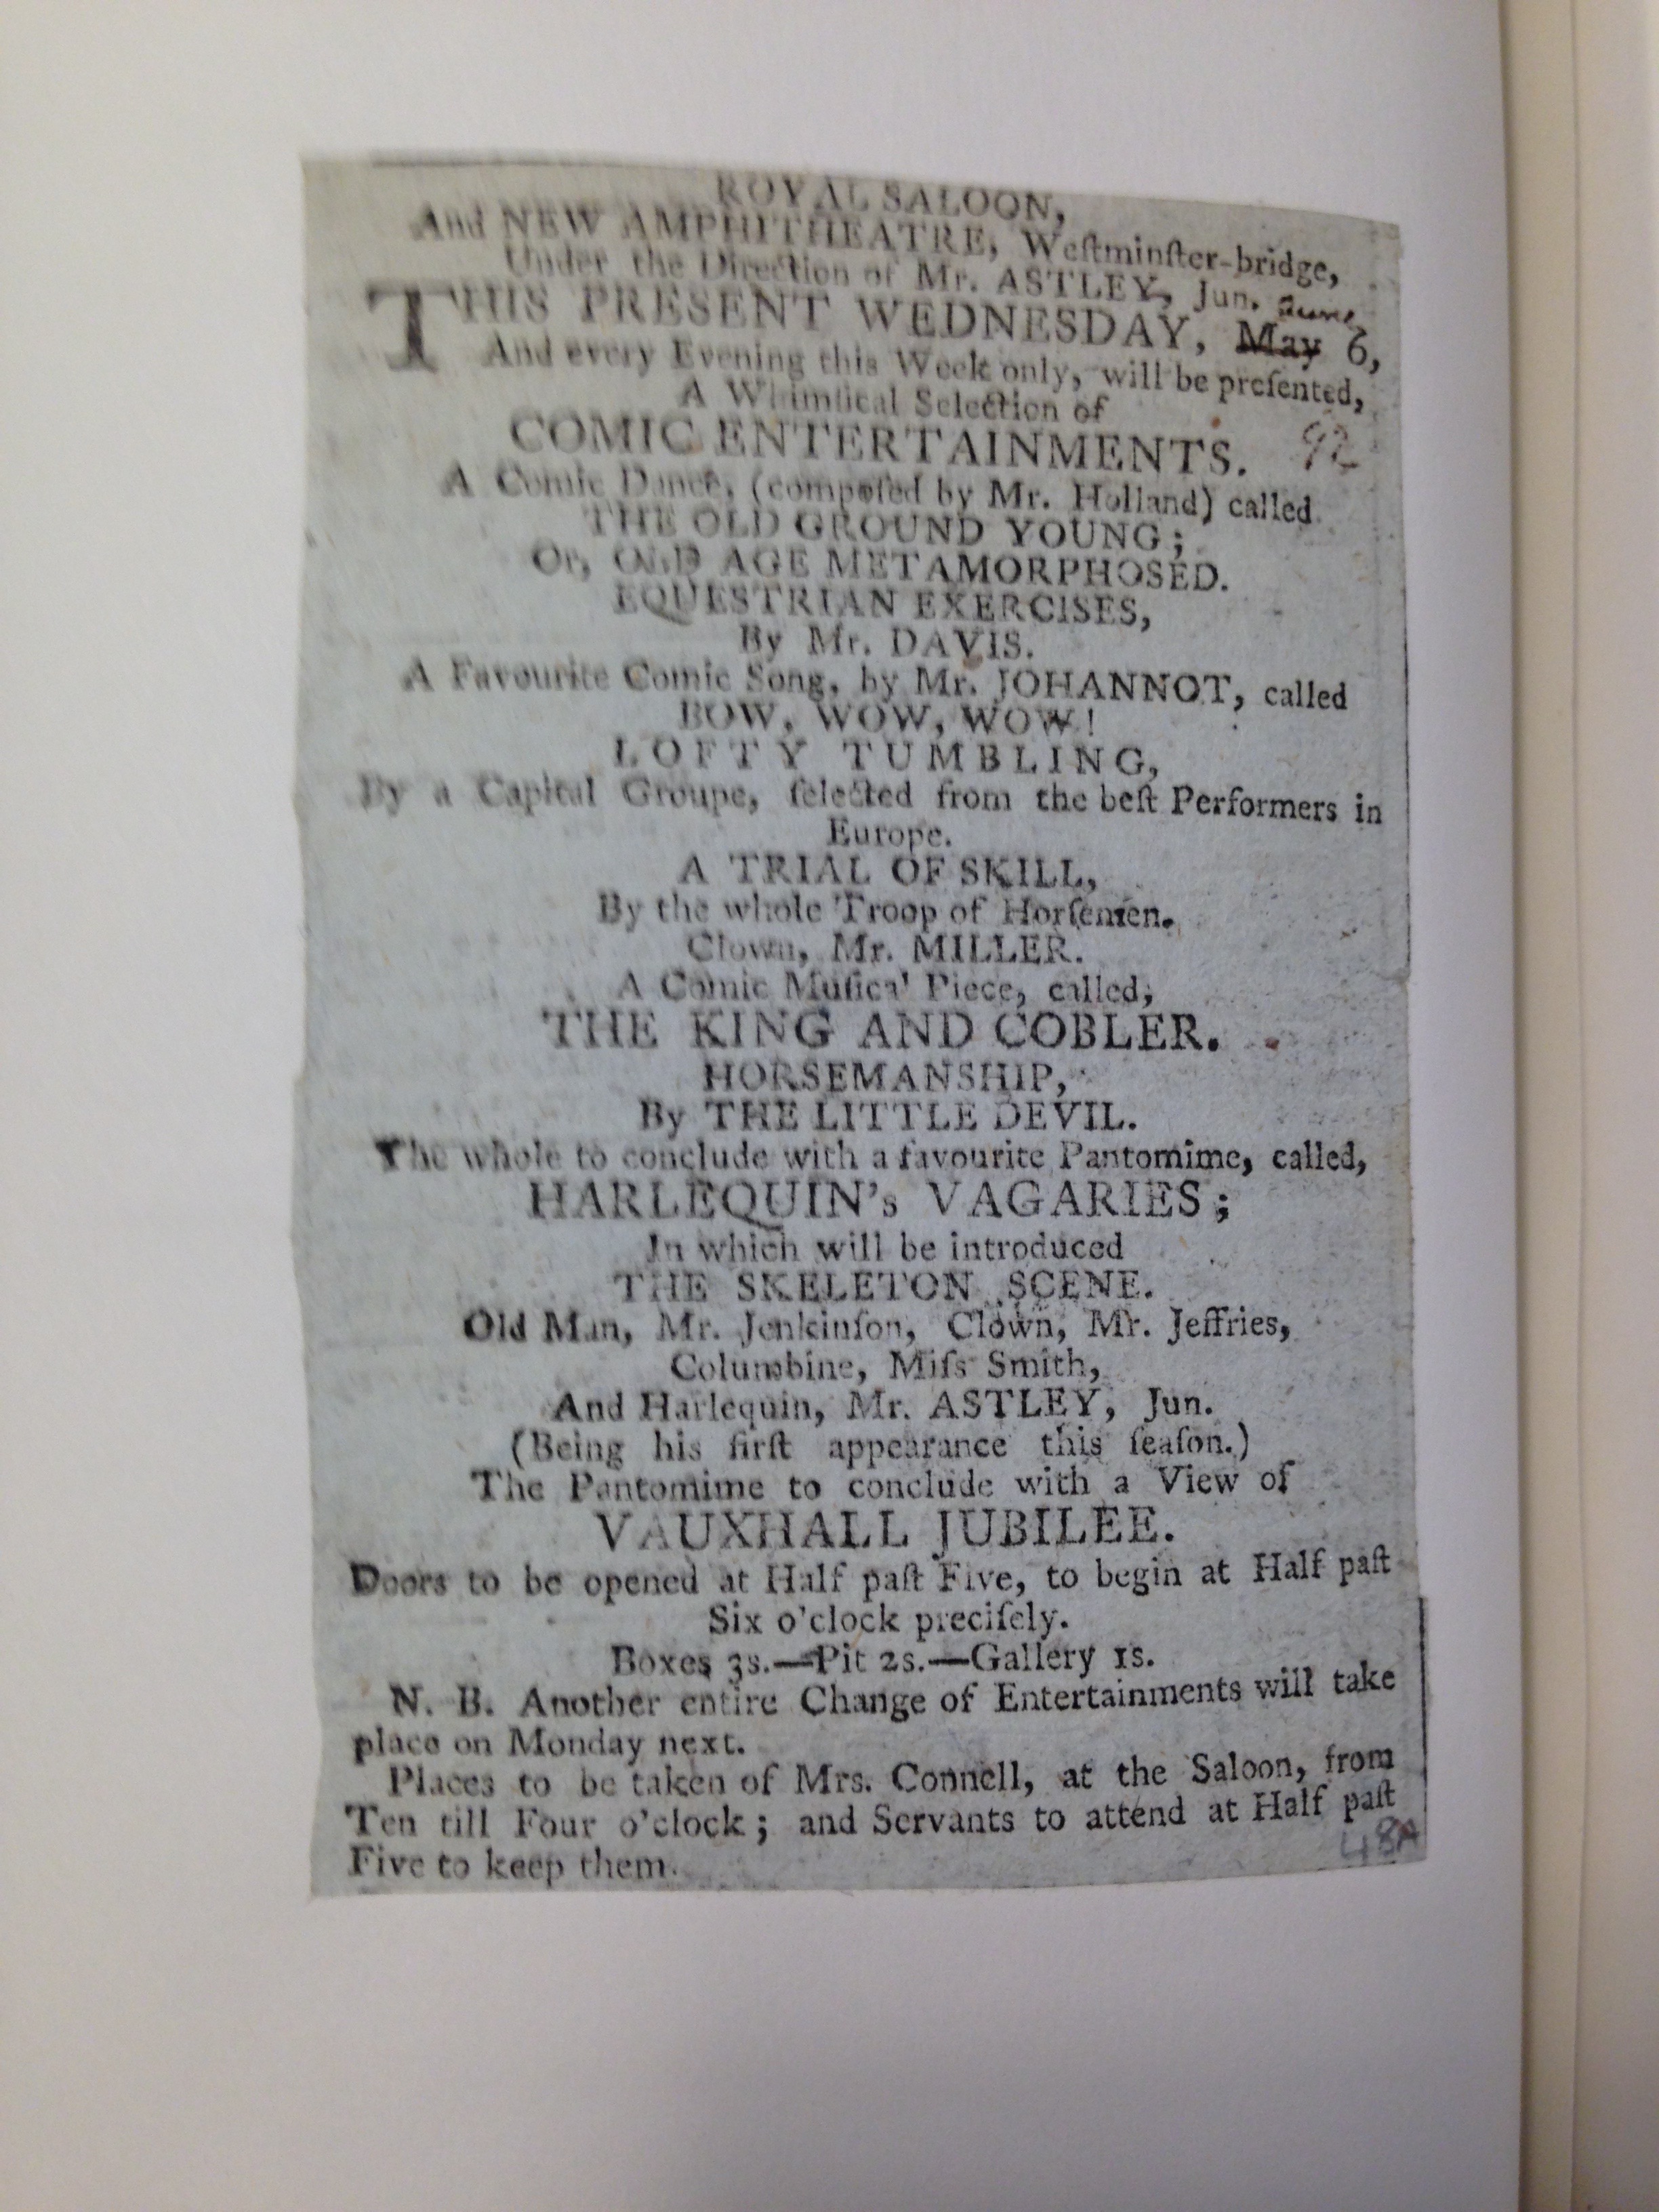 ROYAL SALOON,
And NEW AMPHITHEATRE, Weſtminſter-bridge,
Under the Direction of Mr. ASTLEY, Jun.
June
THIS PRESENT WEDNESDAY, May 6,
And every Evening this Week only, will be preſented,
A Whimſical Selection of
COMIC ENTERTAINMENTS. 92
A Comic Dance, (compoſed by Mr. Holland) called
THE OLD GROUND YOUNG;
Or, OLD AGE METAMORPHOSED.
EQUESTRIAN EXERCISES,
By Mr. DAVIS.
A Favourite Comic Song, by Mr. JOHANNOT, called
BOW, WOW, WOW!
LOFTY TUMBLING,
By a Capital Groupe, ſelected from the beſt Performers in
Europe.
A TRIAL OF SKILL,
By the whole Troop of Horſemen.
Clown, Mr. MILLER.
A Comic Muſical Piece, called,
THE KING AND COBLER.
HORSEMANSHIP,
By THE LITTLE DEVIL.
The whole to conclude with a favourite Pantomime, called,
HARLEQUIN's VAGARIES;
In which will be introduced
THE SKELETON SCENE.
Old Man, Mr. Jenkinſon, Clown, Mr. Jeffries,
Columbine, Miſs Smith,
And Harlequin, Mr. ASTLEY, Jun.
(Being his firſt appearance this ſeaſon.)
The Pantomime to conclude with a View of
VAUXHALL JUBILEE.
Doors to be opened at Half paſt Five, to begin at Half paſt
Six o'clock preciſely.
Boxes 3s.—Pit 2s.—Gallery 1s.
N. B. Another entire Change of Entertainments will take
place on Monday next.
Places to be taken of Mrs. Connell, at the Saloon, from
Ten till Four o'clock; and Servants to attend at Half paſt
Five to keep them.
48A